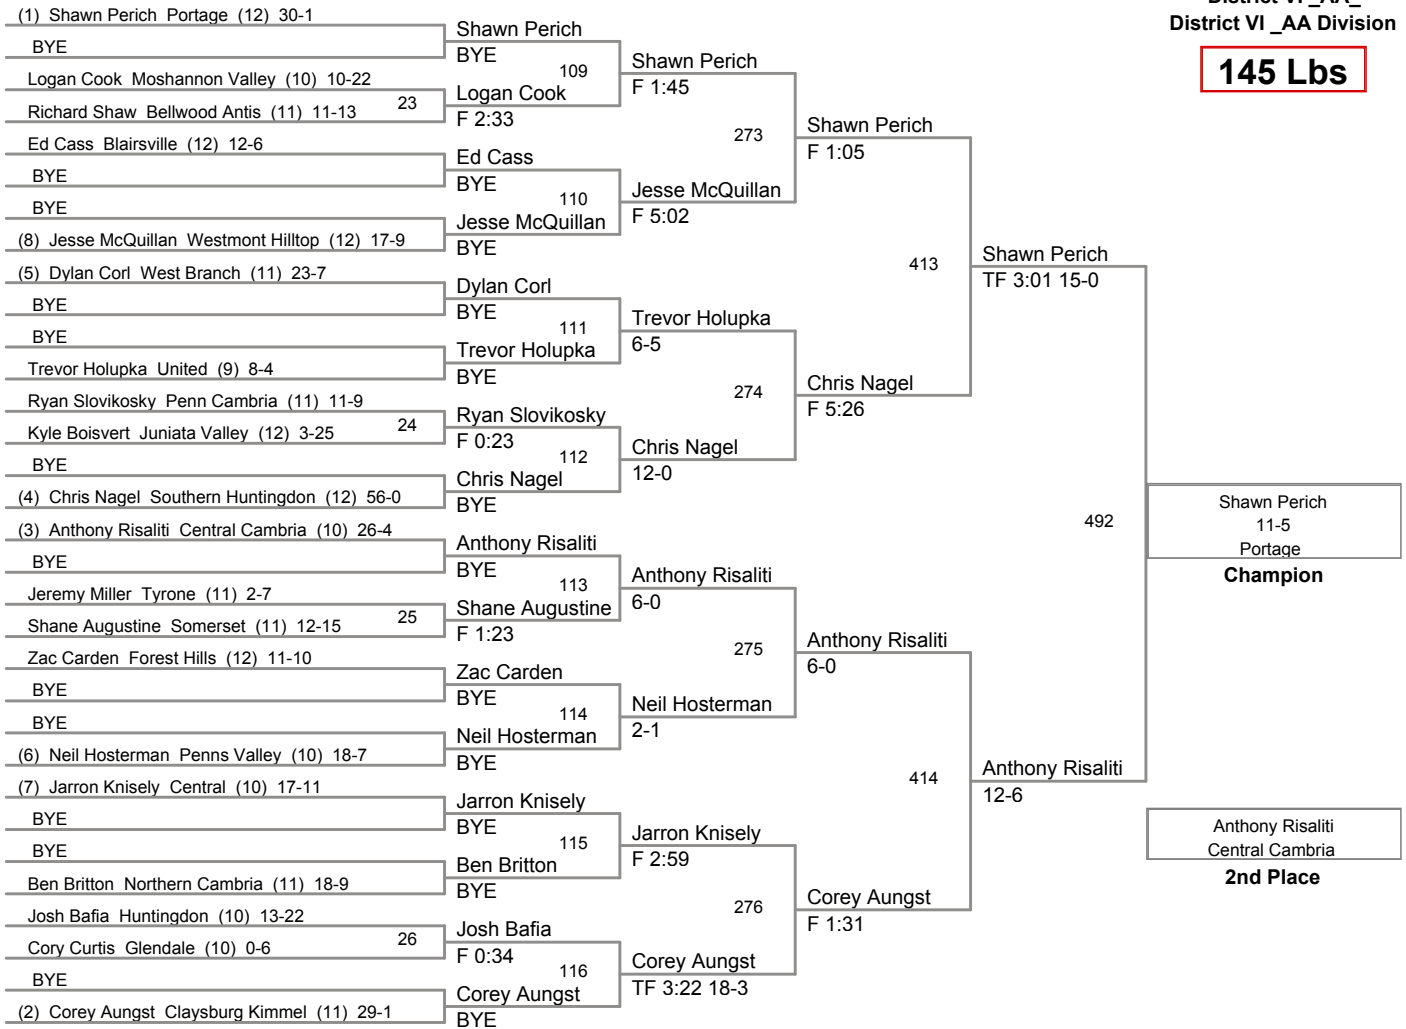 District VI _AA_
District VI _AA Division
145 Lbs
(1) Shawn Perich Portage (12) 30-1
BYE
Logan Cook Moshannon Valley (10) 10-22
Richard Shaw Bellwood Antis (11) 11-13
23
Ed Cass Blairsville (12) 12-6
BYE
BYE
(8) Jesse McQuillan Westmont Hilltop (12) 17-9
(5) Dylan Corl West Branch (11) 23-7
BYE
BYE
Trevor Holupka United (9) 8-4
Ryan Slovikosky Penn Cambria (11) 11-9
Kyle Boisvert Juniata Valley (12) 3-25
24
BYE
(4) Chris Nagel Southern Huntingdon (12) 56-0
(3) Anthony Risaliti Central Cambria (10) 26-4
BYE
Jeremy Miller Tyrone (11) 2-7
Shane Augustine Somerset (11) 12-15
25
Zac Carden Forest Hills (12) 11-10
BYE
BYE
(6) Neil Hosterman Penns Valley (10) 18-7
(7) Jarron Knisely Central (10) 17-11
BYE
BYE
Ben Britton Northern Cambria (11) 18-9
Josh Bafia Huntingdon (10) 13-22
Cory Curtis Glendale (10) 0-6
26
BYE
(2) Corey Aungst Claysburg Kimmel (11) 29-1
Shawn Perich
BYE
109
Logan Cook
F 2:33
Ed Cass
BYE
110
Jesse McQuillan
BYE
Dylan Corl
BYE
111
Trevor Holupka
BYE
Ryan Slovikosky
F 0:23
112
Chris Nagel
BYE
Anthony Risaliti
BYE
113
Shane Augustine
F 1:23
Zac Carden
BYE
114
Neil Hosterman
BYE
Jarron Knisely
BYE
115
Ben Britton
BYE
Josh Bafia
F 0:34
116
Corey Aungst
BYE
Shawn Perich
F 1:45
273
Jesse McQuillan
F 5:02
Trevor Holupka
6-5
274
Chris Nagel
12-0
Anthony Risaliti
6-0
275
Neil Hosterman
2-1
Jarron Knisely
F 2:59
276
Corey Aungst
TF 3:22 18-3
Shawn Perich
F 1:05
413
Chris Nagel
F 5:26
Anthony Risaliti
6-0
414
Corey Aungst
F 1:31
Shawn Perich
TF 3:01 15-0
492
Anthony Risaliti
12-6
Shawn Perich
11-5
Portage
Champion
Anthony Risaliti
Central Cambria
2nd Place